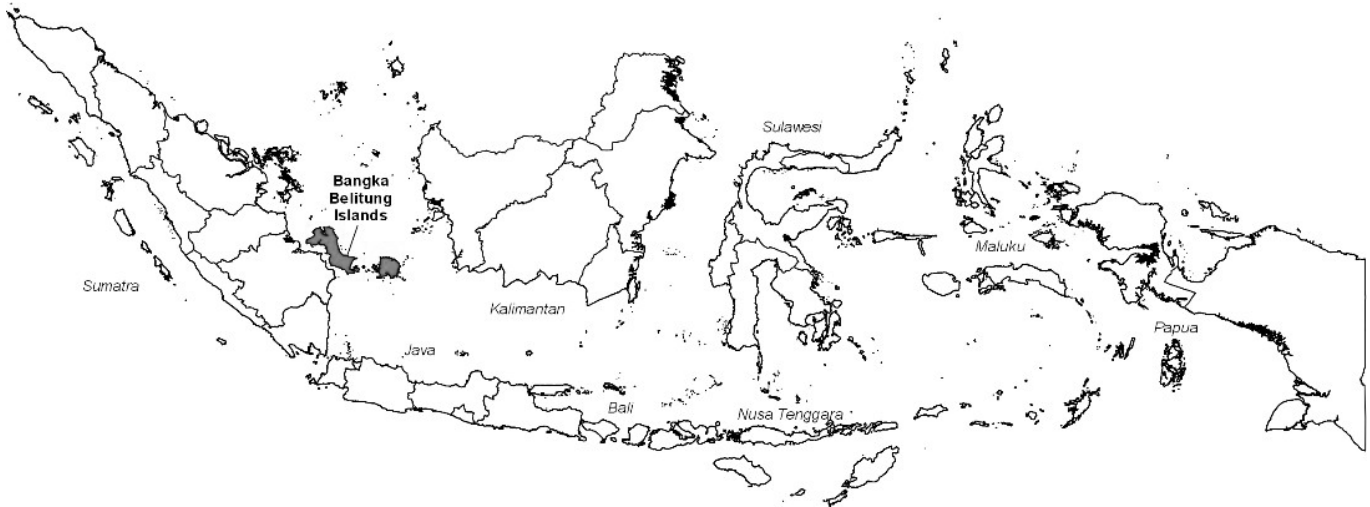 Sulawesi
Bangka
Belitung
Islands
Maluku
Sumatra
Kalimantan
Papua
Java
Bali
Nusa Tenggara